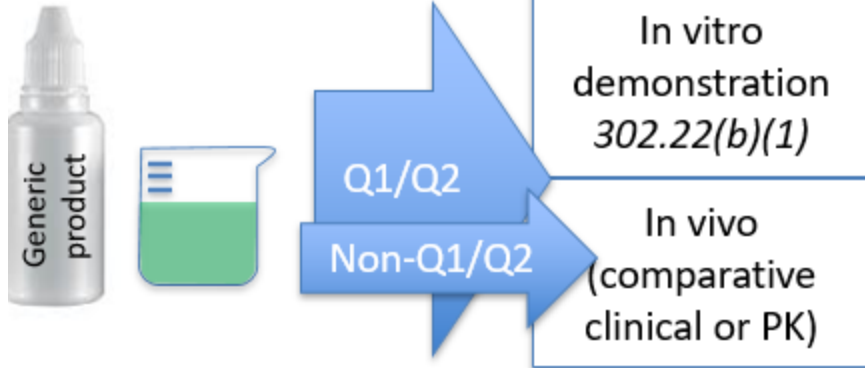 Generic
product
Q1/Q2
Non-Q1/Q2
In vitro
demonstration
302.22(b)(1)
In vivo
(comparative
clinical or PK)